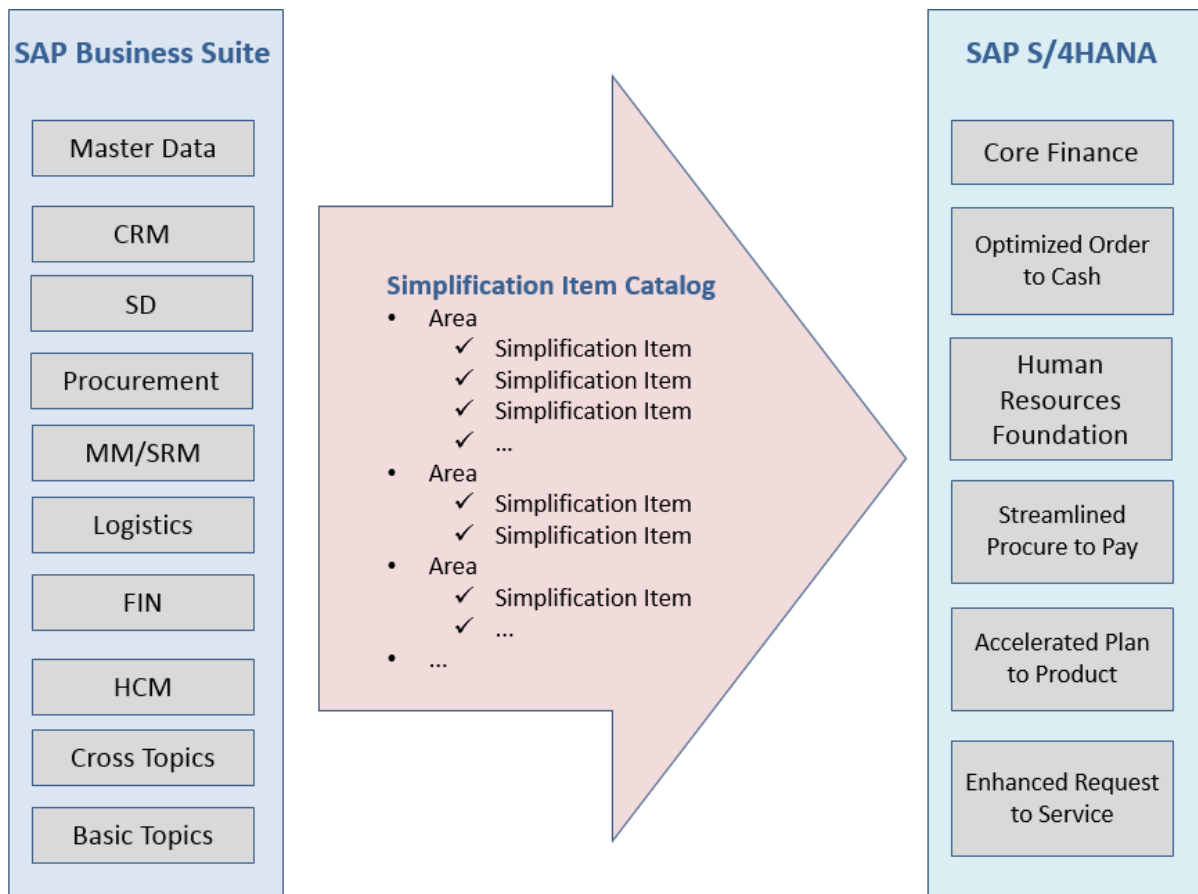 SAP Business Suite
Master Data
CRM
SD
Procurement
MM/SRM
Logistics
FIN
HCM
Cross Topics
Basic Topics
Simplification Item Catalog
• Area
✓ Simplification Item
✓ Simplification Item
✓ Simplification Item
✓ ...
• Area
✓ Simplification Item
✓ Simplification Item
• Area
✓ Simplification Item
✓ ...
• ...
SAP S/4HANA
Core Finance
Optimized Order
to Cash
Human
Resources
Foundation
Streamlined
Procure to Pay
Accelerated Plan
to Product
Enhanced Request
to Service